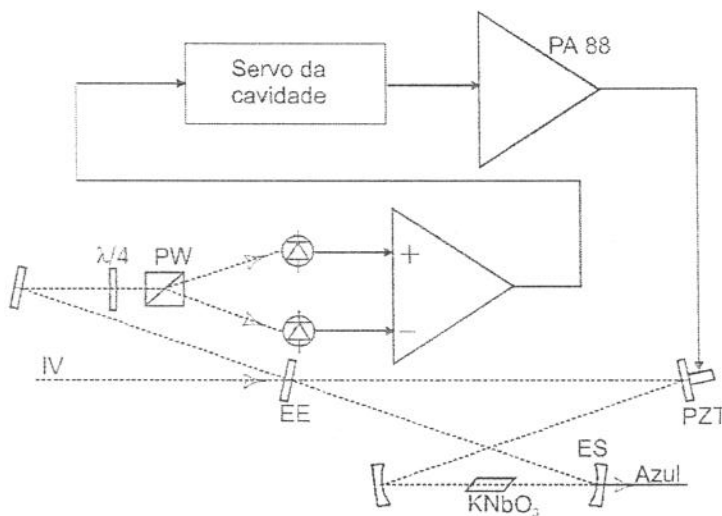 PA 88
Servo da
cavidade
λ/4
PW
+
−
IV
EE
PZT
ES
Azul
KNbO₃